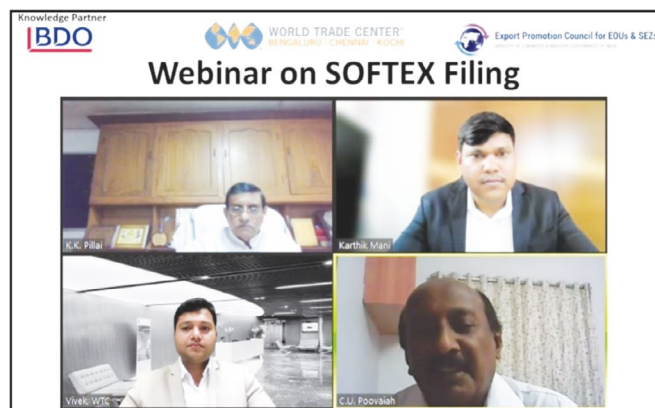 Knowledge Partner
BDO
WORLD TRADE CENTER
BENGALURU · CHENNAI · KOCHI
Export Promotion Council for EOUs & SEZs
Webinar on SOFTEX Filing
K.K. Pillai
Karthik Mani
Vivek, WTC
C.U. Poovaiah